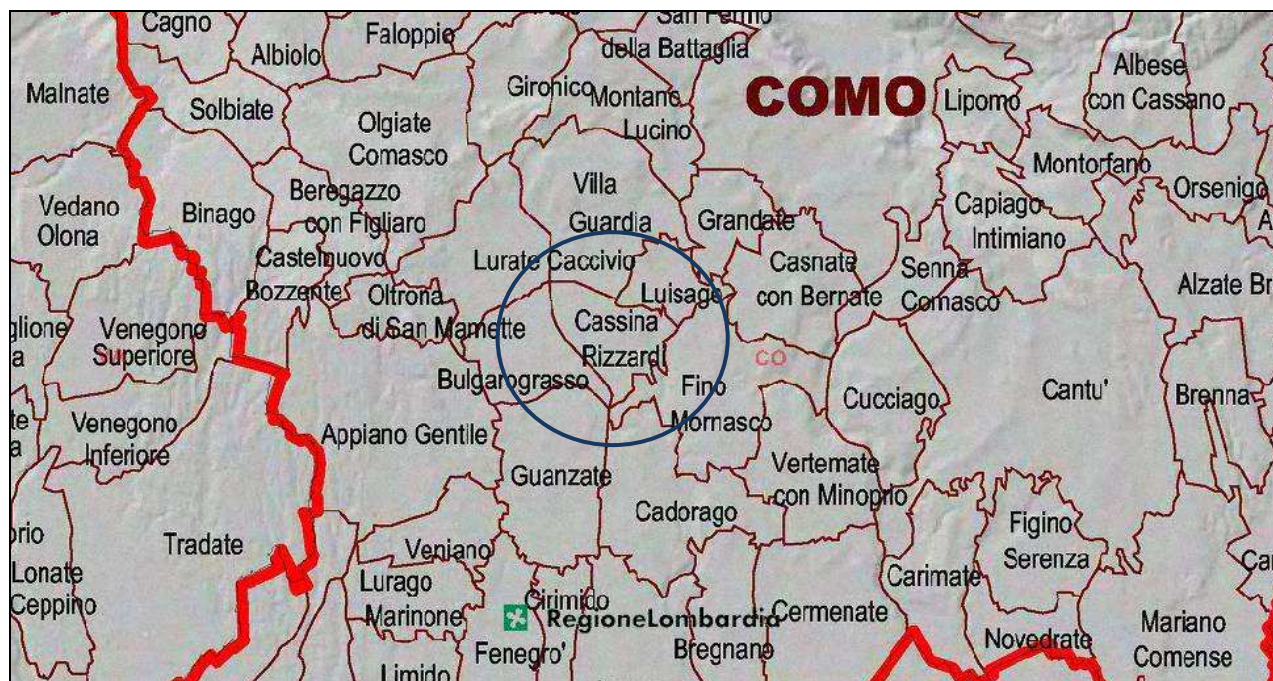 Cagno
Albiolo
Faloppio
San Fermo
della Battaglia
Malnate
Solbiate
Olgiate
Comasco
Gironico
Montano
Lucino
COMO
Lipomo
Albese
con Cassano
Montorfano
Orsenigo
Vedano
Olona
Binago
Beregazzo
con Figliaro
Villa
Guardia
Grandate
Capiago
Intimiano
Castelnuovo
Bozzente
Lurate Caccivio
Luisago
Casnate
con Bernate
Senna
Comasco
Alzate Br
Oltrona
di San Mamette
Venegono
Superiore
Cassina
Rizzardi
CO
Bulgarograsso
Fino
Mornasco
Cucciago
Cantu'
Brenna
Venegono
Inferiore
Appiano Gentile
Guanzate
Vertemate
con Minoprio
Cadorago
Figino
Serenza
Tradate
Veniano
Lonate
Ceppino
Lurago
Marinone
Cirimido
RegioneLombardia
Cermenate
Carimate
Novedrate
Mariano
Comense
Fenegro'
Bregnano
Limido